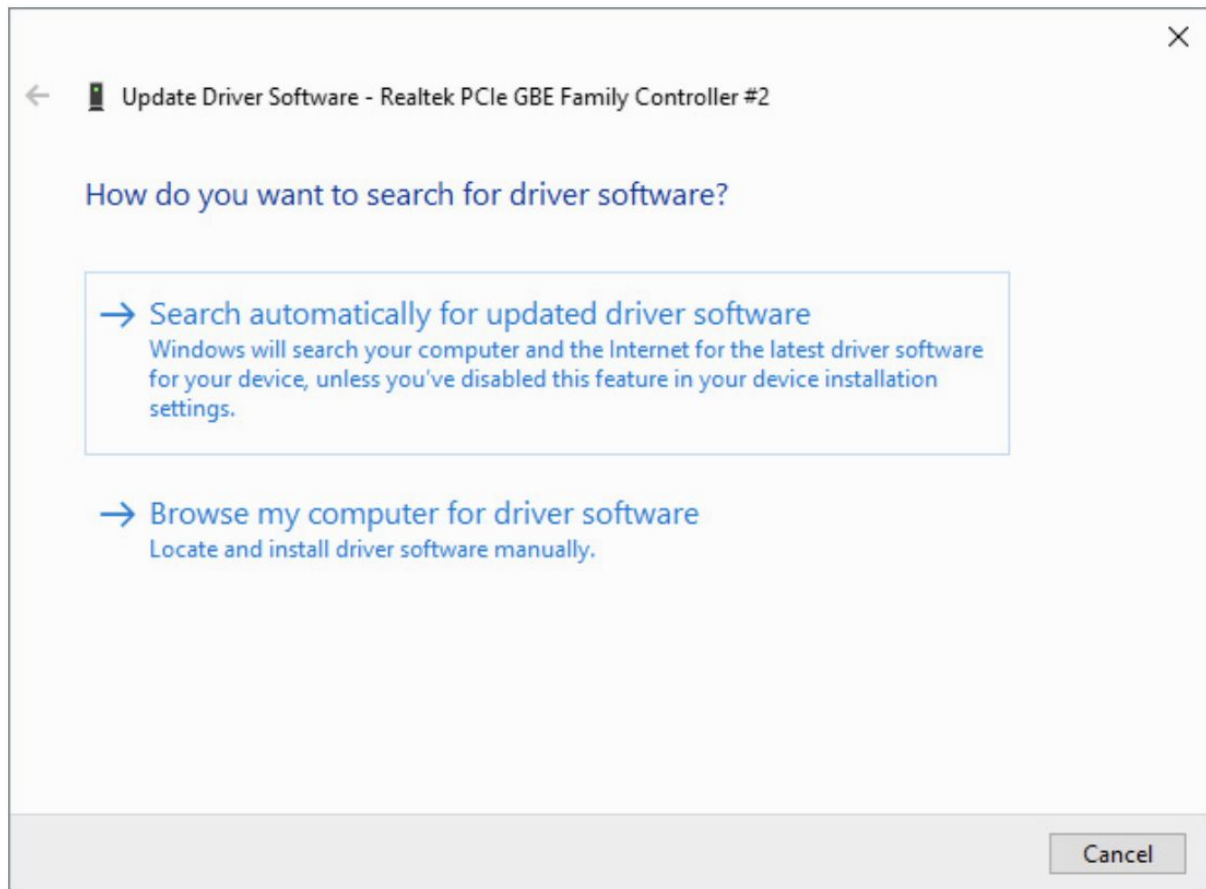 Update Driver Software - Realtek PCIe GBE Family Controller #2
How do you want to search for driver software?
Search automatically for updated driver software
Windows will search your computer and the Internet for the latest driver software
for your device, unless you've disabled this feature in your device installation
settings.
Browse my computer for driver software
Locate and install driver software manually.
Cancel